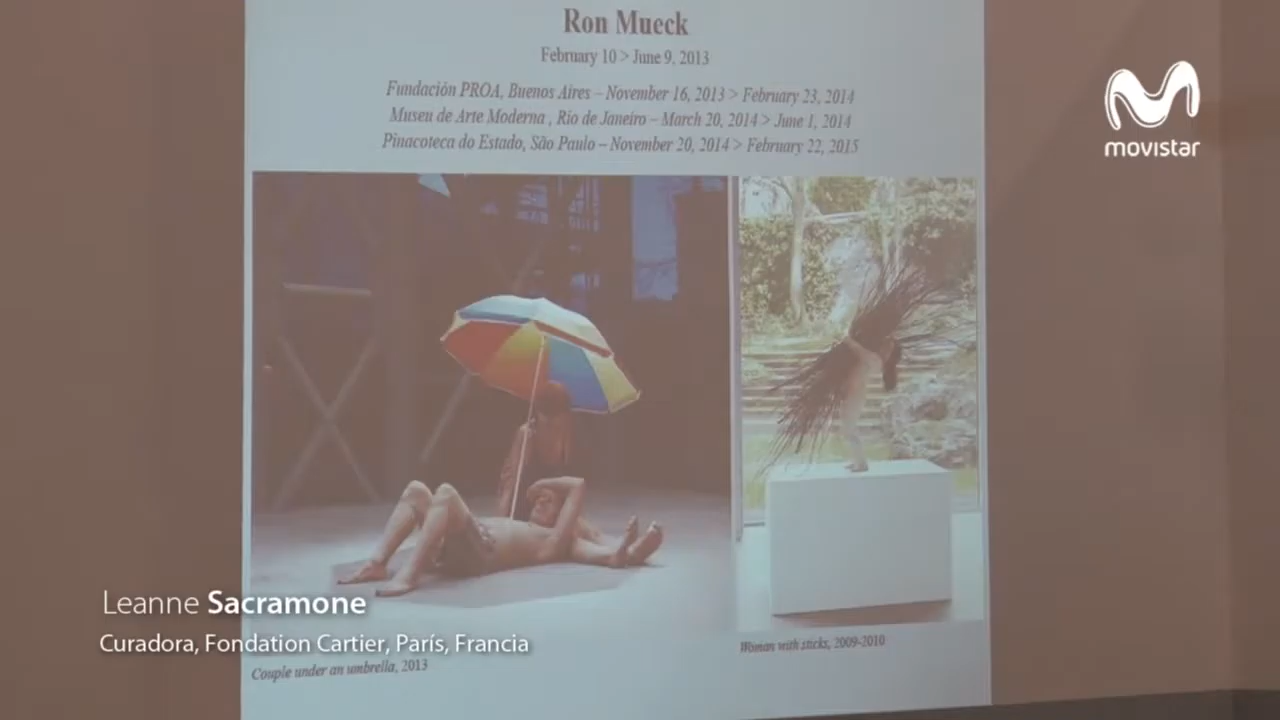 Ron Mueck
February 10 > June 9, 2013
Fundación PROA, Buenos Aires – November 16, 2013 > February 23, 2014
Museu de Arte Moderna , Rio de Janeiro – March 20, 2014 > June 1, 2014
Pinacoteca do Estado, São Paulo – November 20, 2014 > February 22, 2015
movistar
Leanne Sacramone
Curadora, Fondation Cartier, París, Francia
Couple under an umbrella, 2013
Woman with sticks, 2009-2010